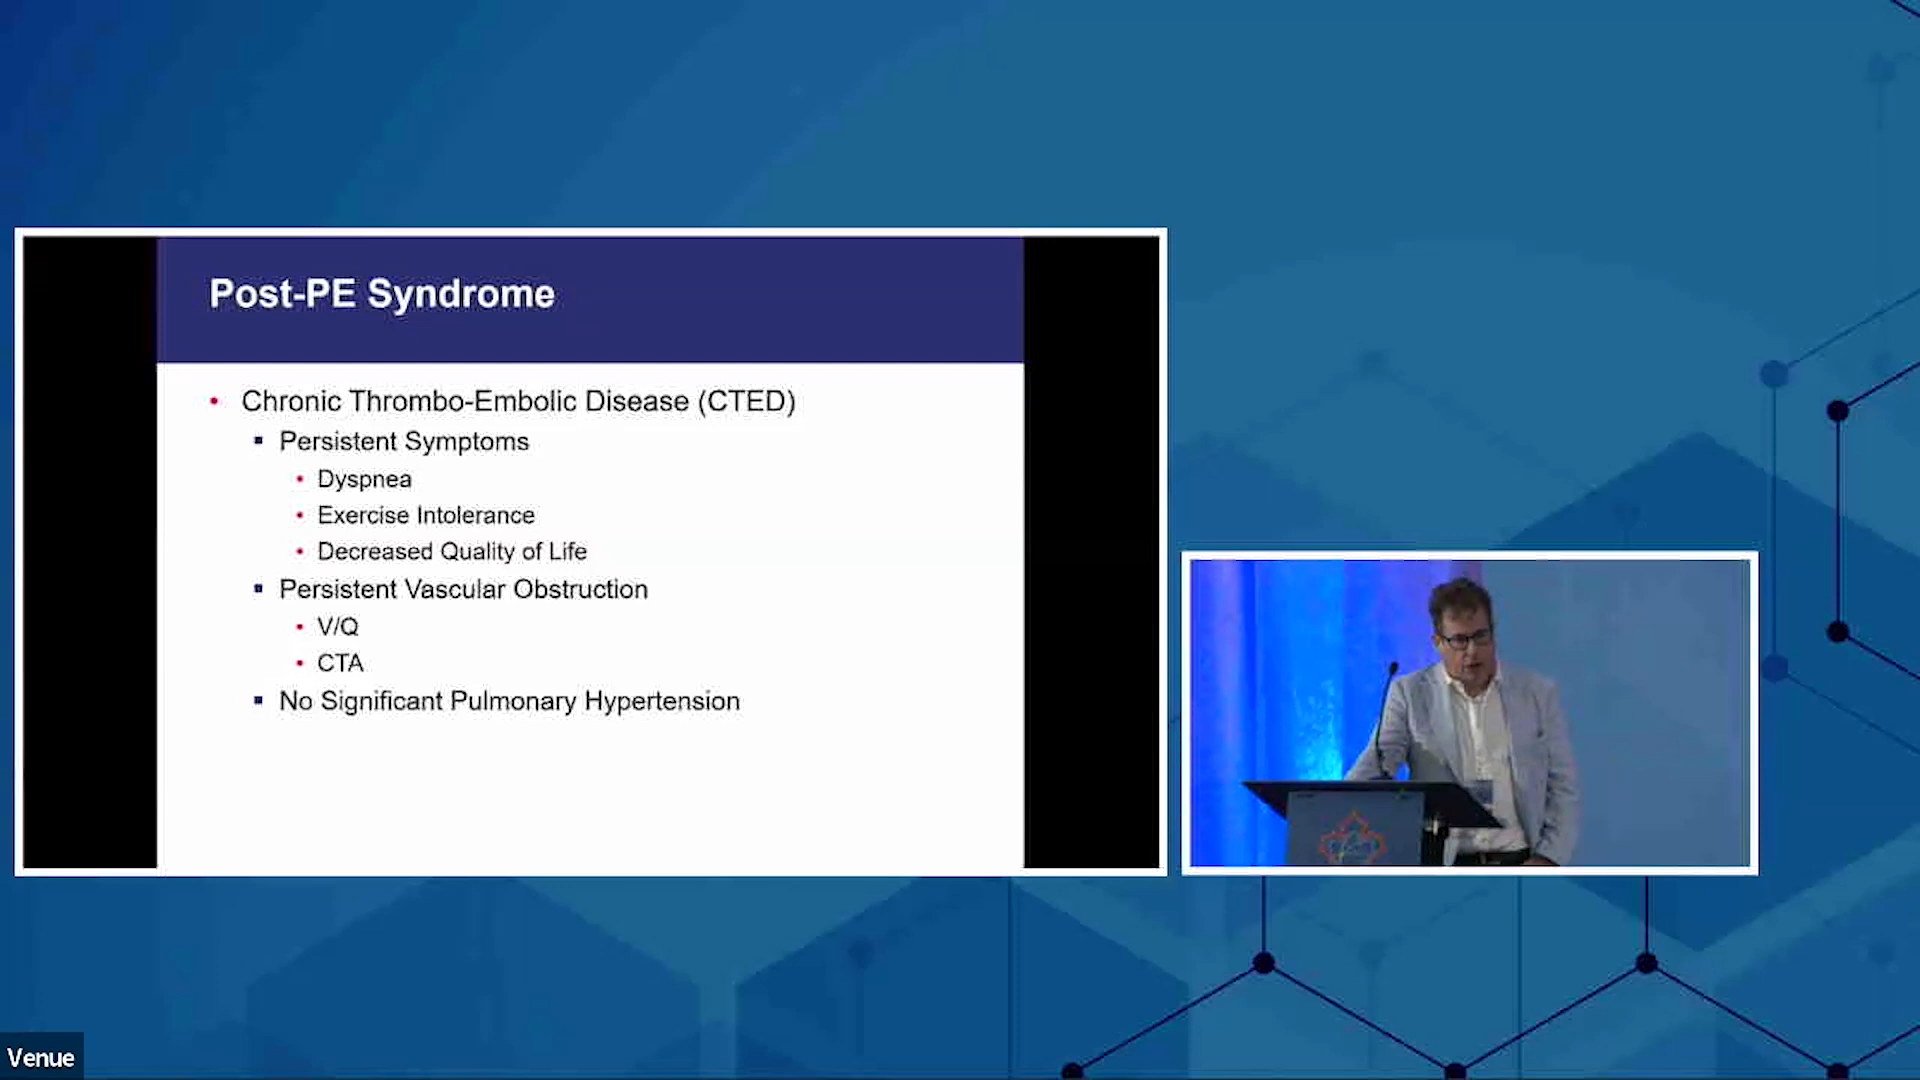 Post-PE Syndrome
• Chronic Thrombo-Embolic Disease (CTED)
▪ Persistent Symptoms
• Dyspnea
• Exercise Intolerance
• Decreased Quality of Life
▪ Persistent Vascular Obstruction
• V/Q
• CTA
▪ No Significant Pulmonary Hypertension
Venue